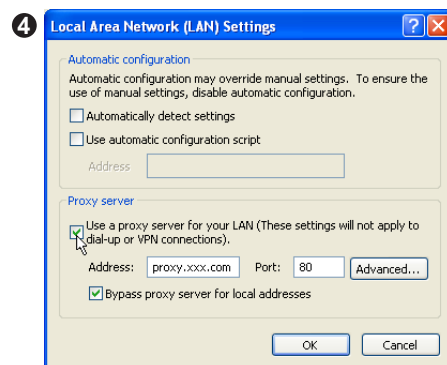 4
Local Area Network (LAN) Settings
Automatic configuration
Automatic configuration may override manual settings. To ensure the
use of manual settings, disable automatic configuration.
Automatically detect settings
Use automatic configuration script
Address
Proxy server
Use a proxy server for your LAN (These settings will not apply to
dial-up or VPN connections).
Address: proxy.xxx.com Port: 80 Advanced...
Bypass proxy server for local addresses
OK Cancel